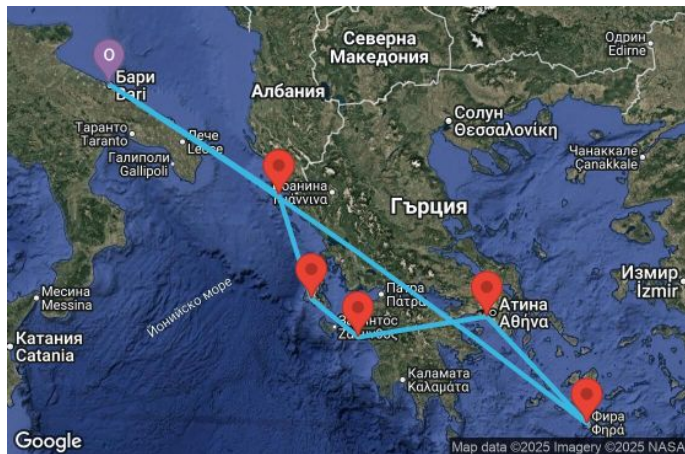 Северна
Македония
Одрин
Edirne
O
Бари
Bari
Албания
Солун
Θεσσαλονίκη
Таранто
Taranto
Лече
Lecce
Чанаккале
Çanakkale
Галиполи
Gallipoli
Гърция
Измир
İzmir
Месина
Messina
Йонийско море
Патра
Πάτρα
Атина
Αθήνα
Катания
Catania
Каламата
Καλαμάτα
Фира
Φηρά
Google
Map data ©2025 Imagery ©2025 NASA